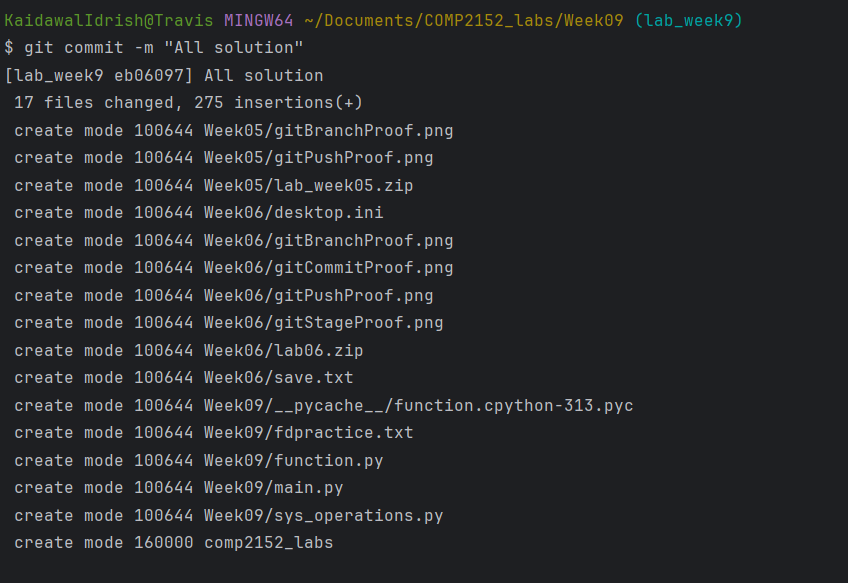 KaidawalIdrish@Travis MINGW64 ~/Documents/COMP2152_labs/Week09 (lab_week9)
$ git commit -m "All solution"
[lab_week9 eb06097] All solution
 17 files changed, 275 insertions(+)
 create mode 100644 Week05/gitBranchProof.png
 create mode 100644 Week05/gitPushProof.png
 create mode 100644 Week05/lab_week05.zip
 create mode 100644 Week06/desktop.ini
 create mode 100644 Week06/gitBranchProof.png
 create mode 100644 Week06/gitCommitProof.png
 create mode 100644 Week06/gitPushProof.png
 create mode 100644 Week06/gitStageProof.png
 create mode 100644 Week06/lab06.zip
 create mode 100644 Week06/save.txt
 create mode 100644 Week09/__pycache__/function.cpython-313.pyc
 create mode 100644 Week09/fdpractice.txt
 create mode 100644 Week09/function.py
 create mode 100644 Week09/main.py
 create mode 100644 Week09/sys_operations.py
 create mode 160000 comp2152_labs